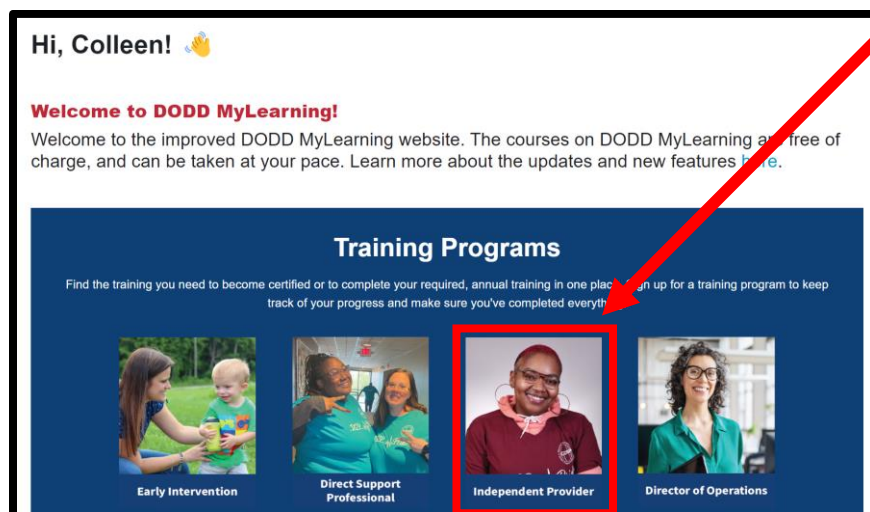 Hi, Colleen! 👋
Welcome to DODD MyLearning!
Welcome to the improved DODD MyLearning website. The courses on DODD MyLearning are free of
charge, and can be taken at your pace. Learn more about the updates and new features here.
Training Programs
Find the training you need to become certified or to complete your required, annual training in one place. Sign up for a training program to keep
track of your progress and make sure you've completed everything
Early Intervention
Direct Support
Professional
Independent Provider
Director of Operations